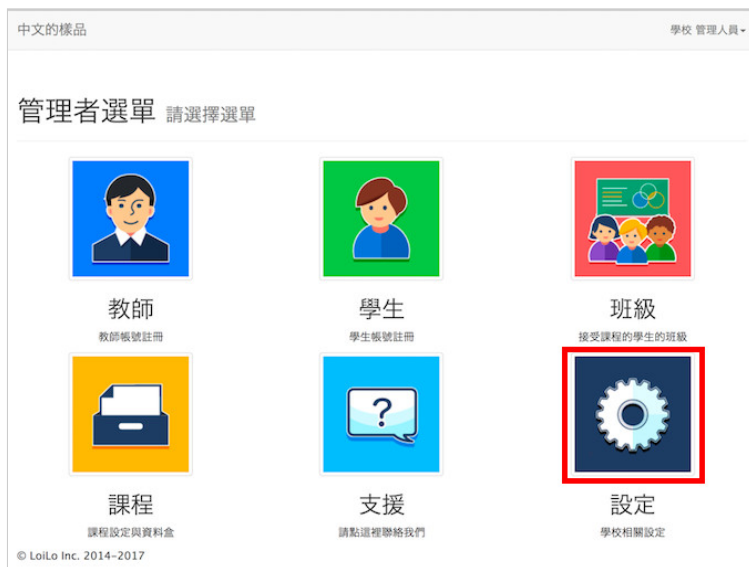 中文的樣品
學校 管理人員
管理者選單 請選擇選單
教師
教師帳號註冊
學生
學生帳號註冊
班級
接受課程的學生的班級
課程
課程設定與資料盒
支援
請點這裡聯絡我們
設定
學校相關設定
© LoiLo Inc. 2014–2017